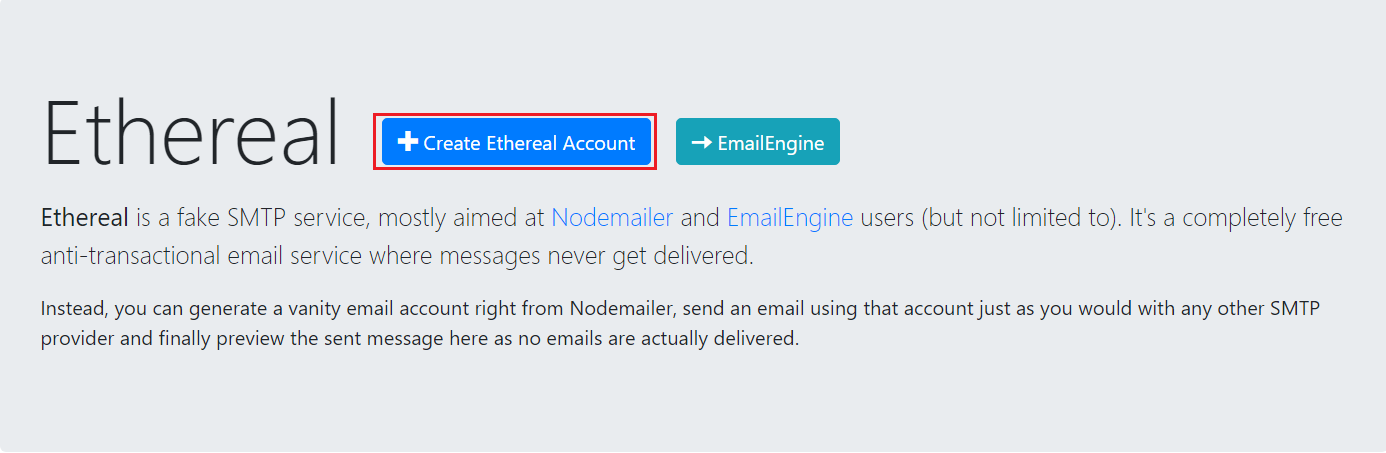 Ethereal
Create Ethereal Account
EmailEngine
Ethereal is a fake SMTP service, mostly aimed at Nodemailer and EmailEngine users (but not limited to). It's a completely free
anti-transactional email service where messages never get delivered.
Instead, you can generate a vanity email account right from Nodemailer, send an email using that account just as you would with any other SMTP
provider and finally preview the sent message here as no emails are actually delivered.